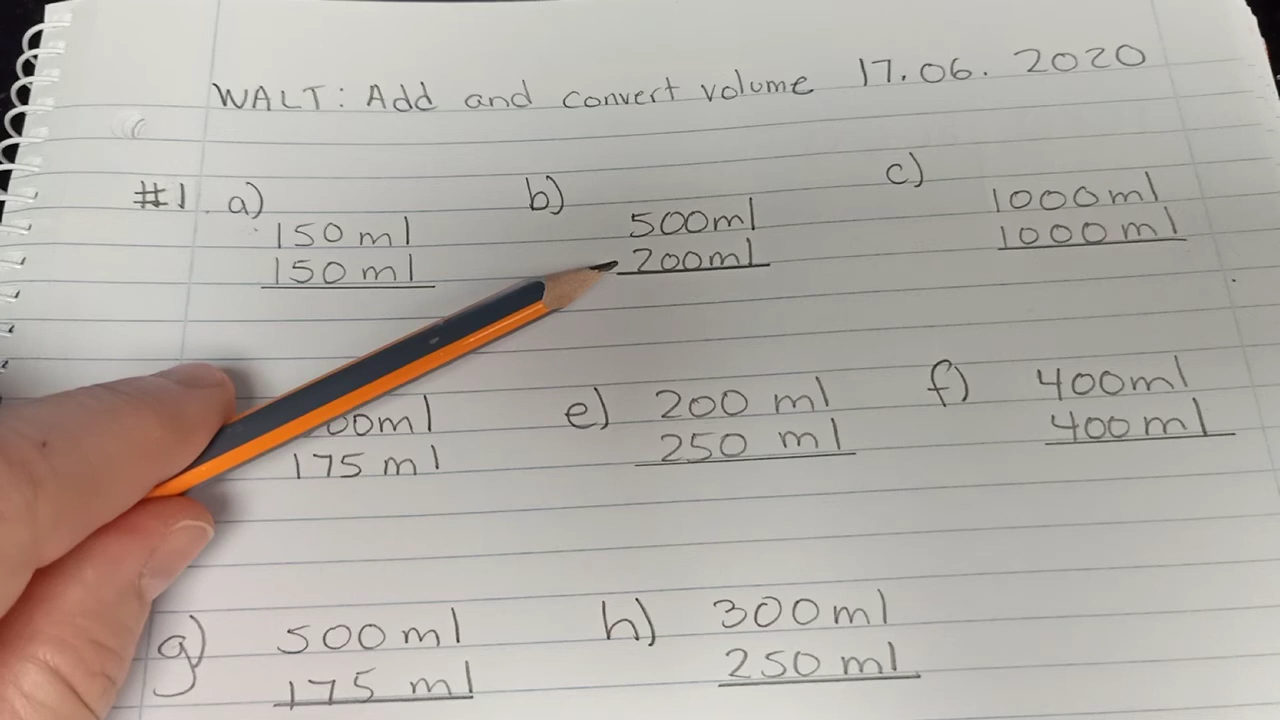 WALT: Add and convert volume 17.06.2020
#1 a) b) c)
150 ml 500ml 1000ml
150 ml 200ml 1000ml
e) 200 ml f) 400ml
175 ml 250 ml 400ml
g) 500 ml h) 300ml
175 ml 250 ml